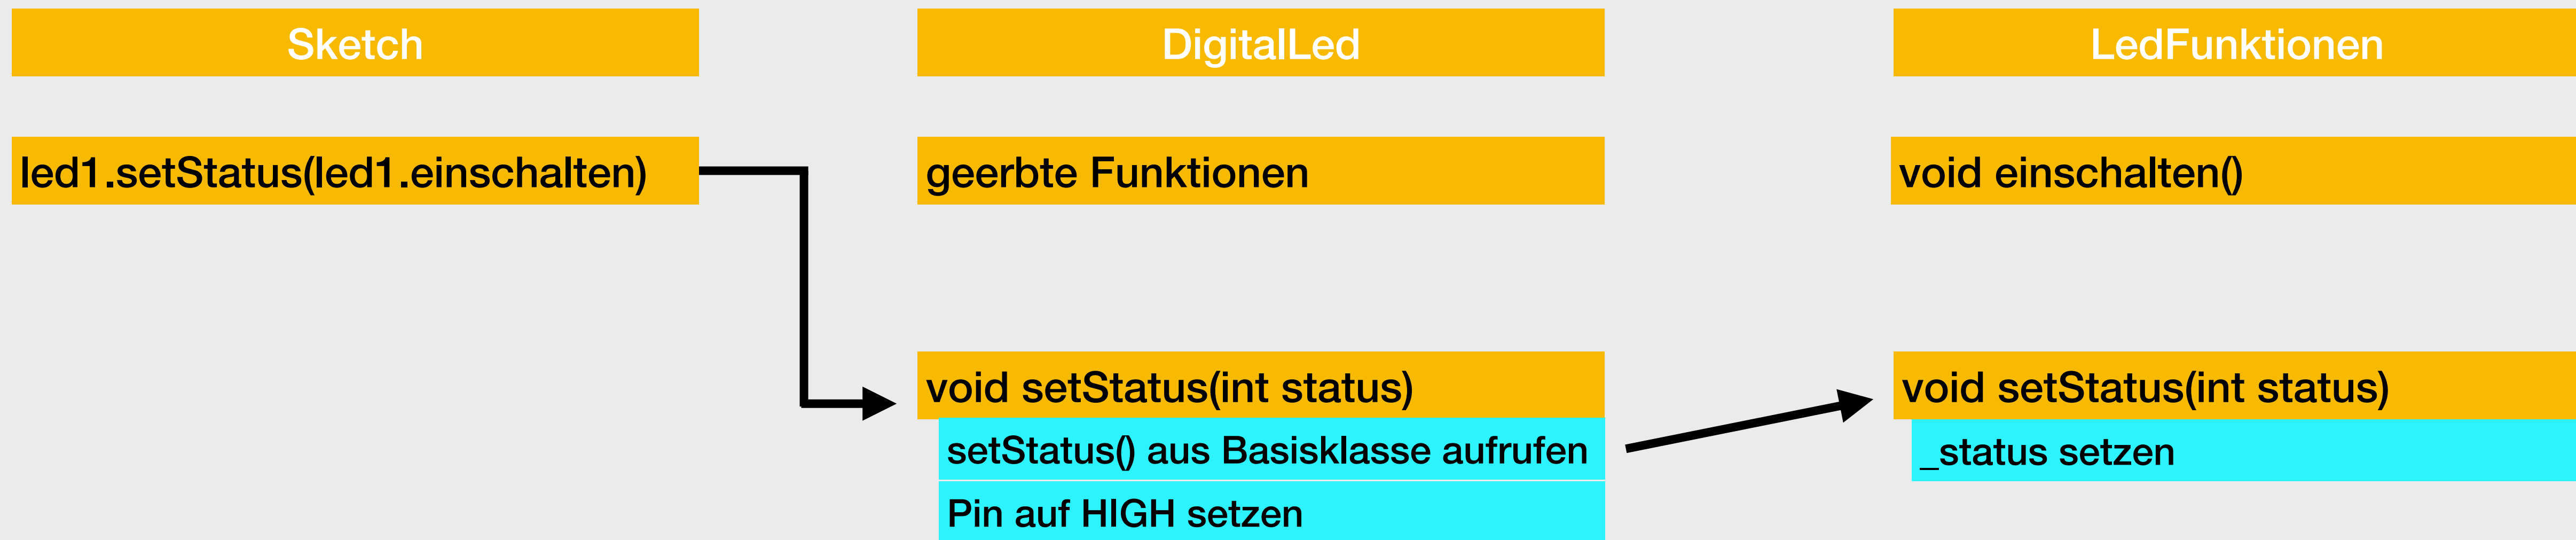 Sketch
DigitalLed
LedFunktionen
led1.setStatus(led1.einschalten)
geerbte Funktionen
void einschalten()
void setStatus(int status)
void setStatus(int status)
setStatus() aus Basisklasse aufrufen
_status setzen
Pin auf HIGH setzen